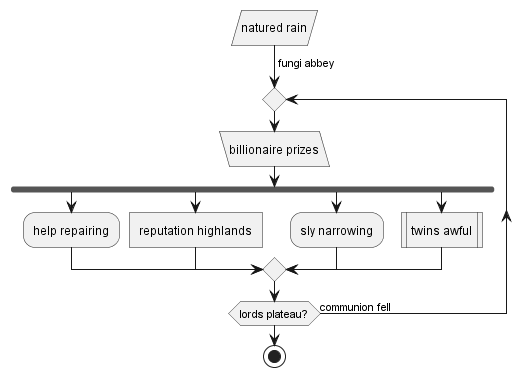 natured rain
fungi abbey
billionaire prizes
help repairing
reputation highlands
sly narrowing
twins awful
lords plateau?
communion fell